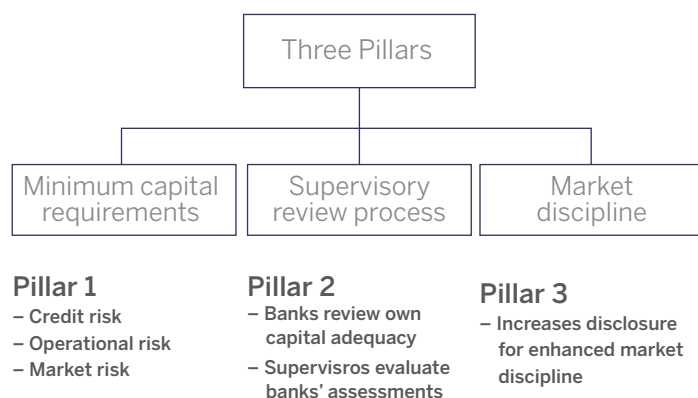 Three Pillars
Minimum capital
requirements
Supervisory
review process
Market
discipline
Pillar 1
– Credit risk
– Operational risk
– Market risk
Pillar 2
– Banks review own
capital adequacy
– Supervisros evaluate
banks’ assessments
Pillar 3
– Increases disclosure
for enhanced market
discipline